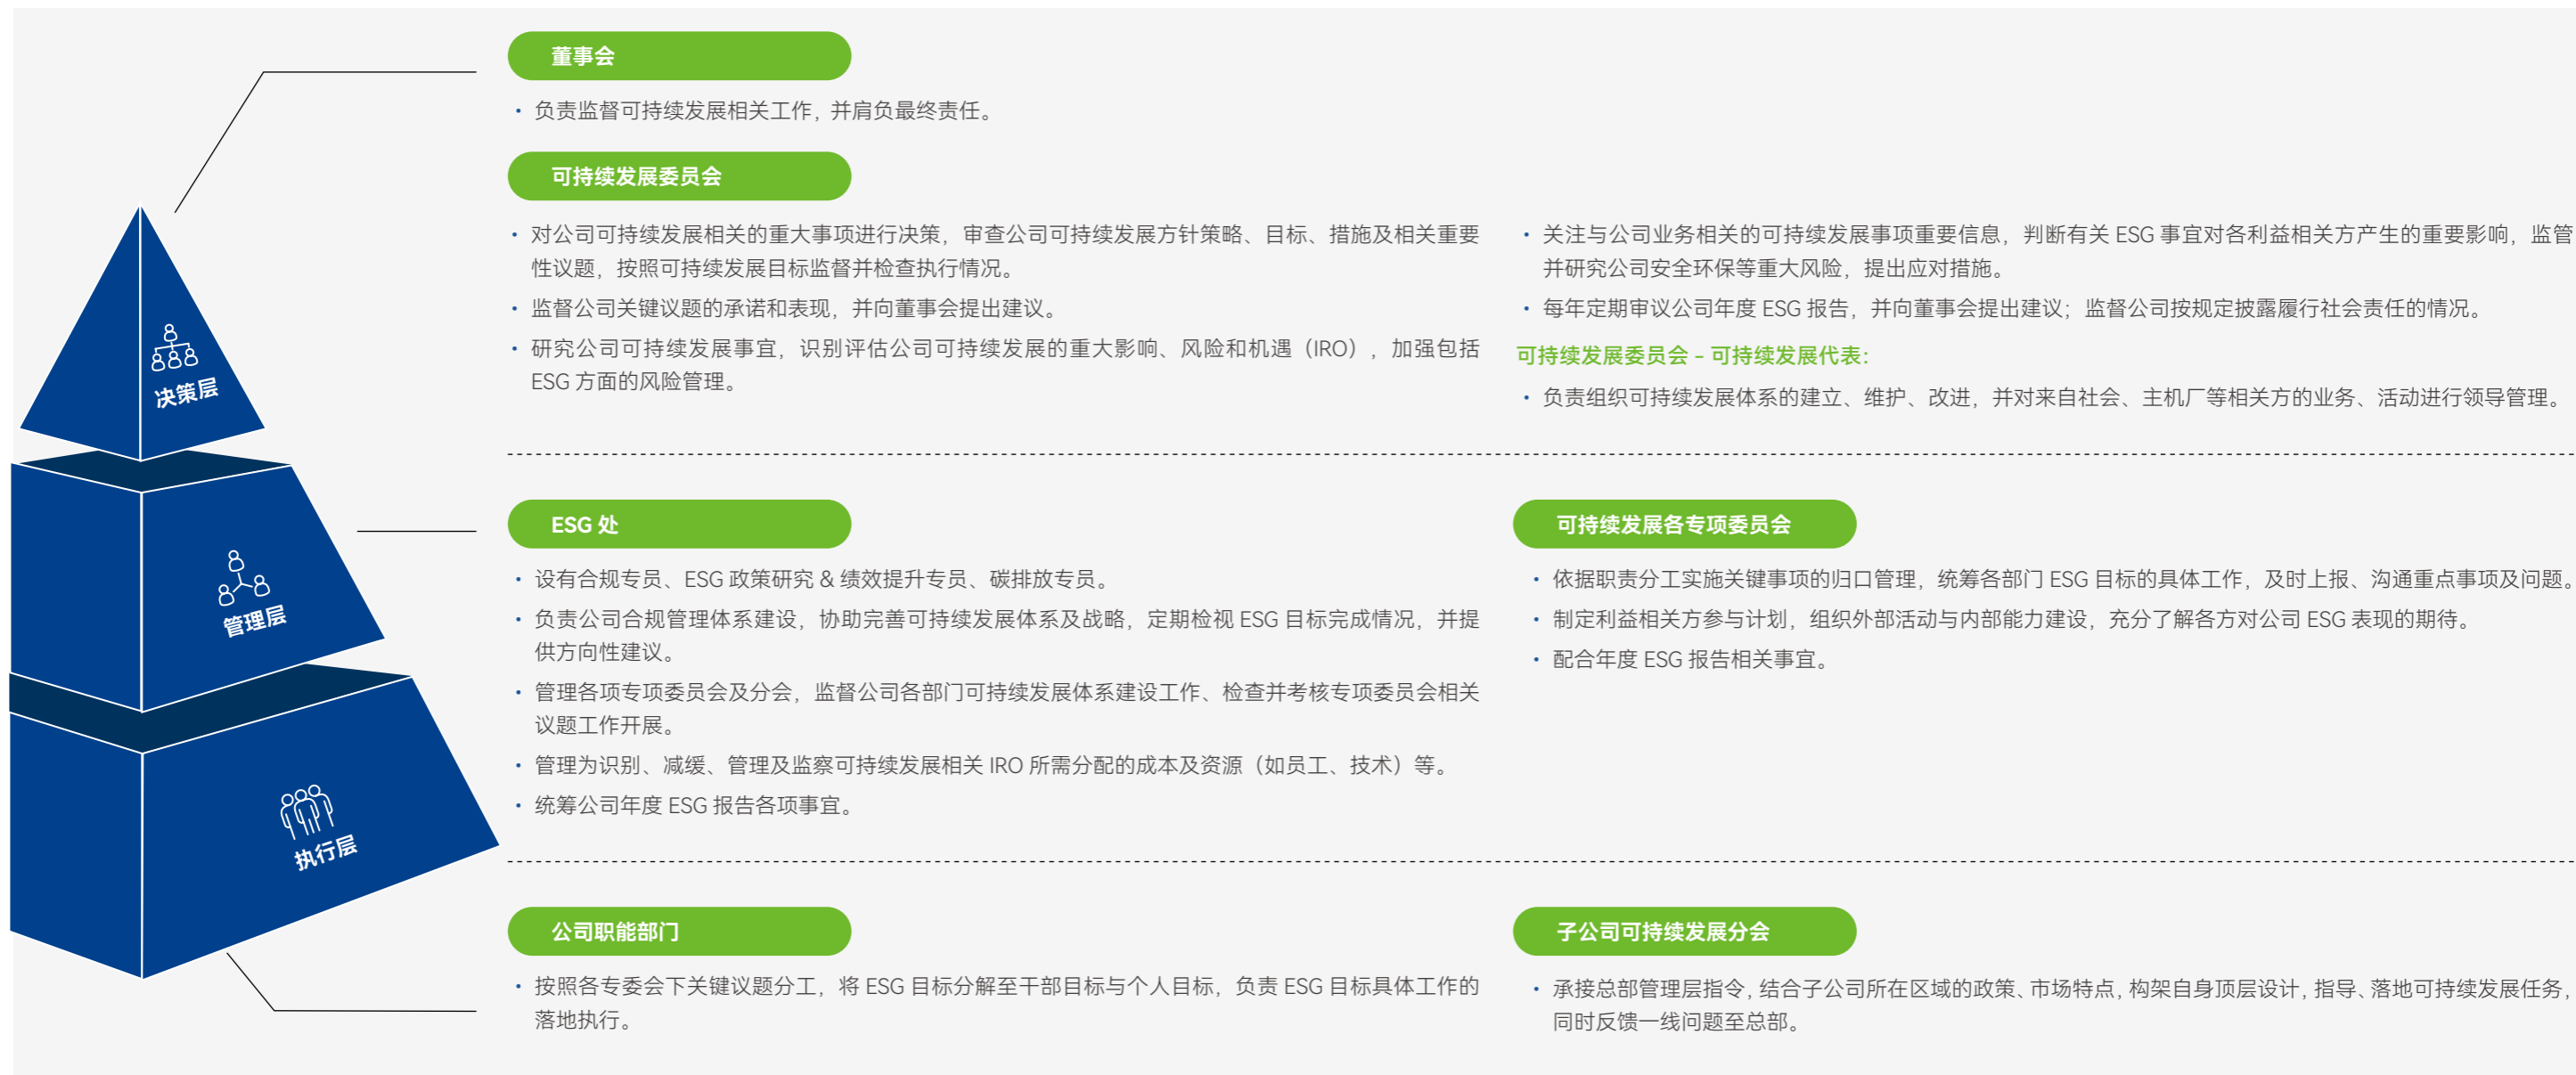 董事会
• 负责监督可持续发展相关工作，并肩负最终责任。
可持续发展委员会
• 对公司可持续发展相关的重大事项进行决策，审查公司可持续发展方针策略、目标、措施及相关重要
性议题，按照可持续发展目标监督并检查执行情况。
• 监督公司关键议题的承诺和表现，并向董事会提出建议。
• 研究公司可持续发展事宜，识别评估公司可持续发展的重大影响、风险和机遇（IRO），加强包括
ESG 方面的风险管理。
• 关注与公司业务相关的可持续发展事项重要信息，判断有关 ESG 事宜对各利益相关方产生的重要影响，监管
并研究公司安全环保等重大风险，提出应对措施。
• 每年定期审议公司年度 ESG 报告，并向董事会提出建议；监督公司按规定披露履行社会责任的情况。
可持续发展委员会 – 可持续发展代表：
• 负责组织可持续发展体系的建立、维护、改进，并对来自社会、主机厂等相关方的业务、活动进行领导管理。
决策层
ESG 处
• 设有合规专员、ESG 政策研究 & 绩效提升专员、碳排放专员。
• 负责公司合规管理体系建设，协助完善可持续发展体系及战略，定期检视 ESG 目标完成情况，并提
供方向性建议。
• 管理各项专项委员会及分会，监督公司各部门可持续发展体系建设工作、检查并考核专项委员会相关
议题工作开展。
• 管理为识别、减缓、管理及监察可持续发展相关 IRO 所需分配的成本及资源（如员工、技术）等。
• 统筹公司年度 ESG 报告各项事宜。
可持续发展各专项委员会
• 依据职责分工实施关键事项的归口管理，统筹各部门 ESG 目标的具体工作，及时上报、沟通重点事项及问题。
• 制定利益相关方参与计划，组织外部活动与内部能力建设，充分了解各方对公司 ESG 表现的期待。
• 配合年度 ESG 报告相关事宜。
管理层
执行层
公司职能部门
• 按照各专委会下关键议题分工，将 ESG 目标分解至干部目标与个人目标，负责 ESG 目标具体工作的
落地执行。
子公司可持续发展分会
• 承接总部管理层指令，结合子公司所在区域的政策、市场特点，构架自身顶层设计，指导、落地可持续发展任务，
同时反馈一线问题至总部。